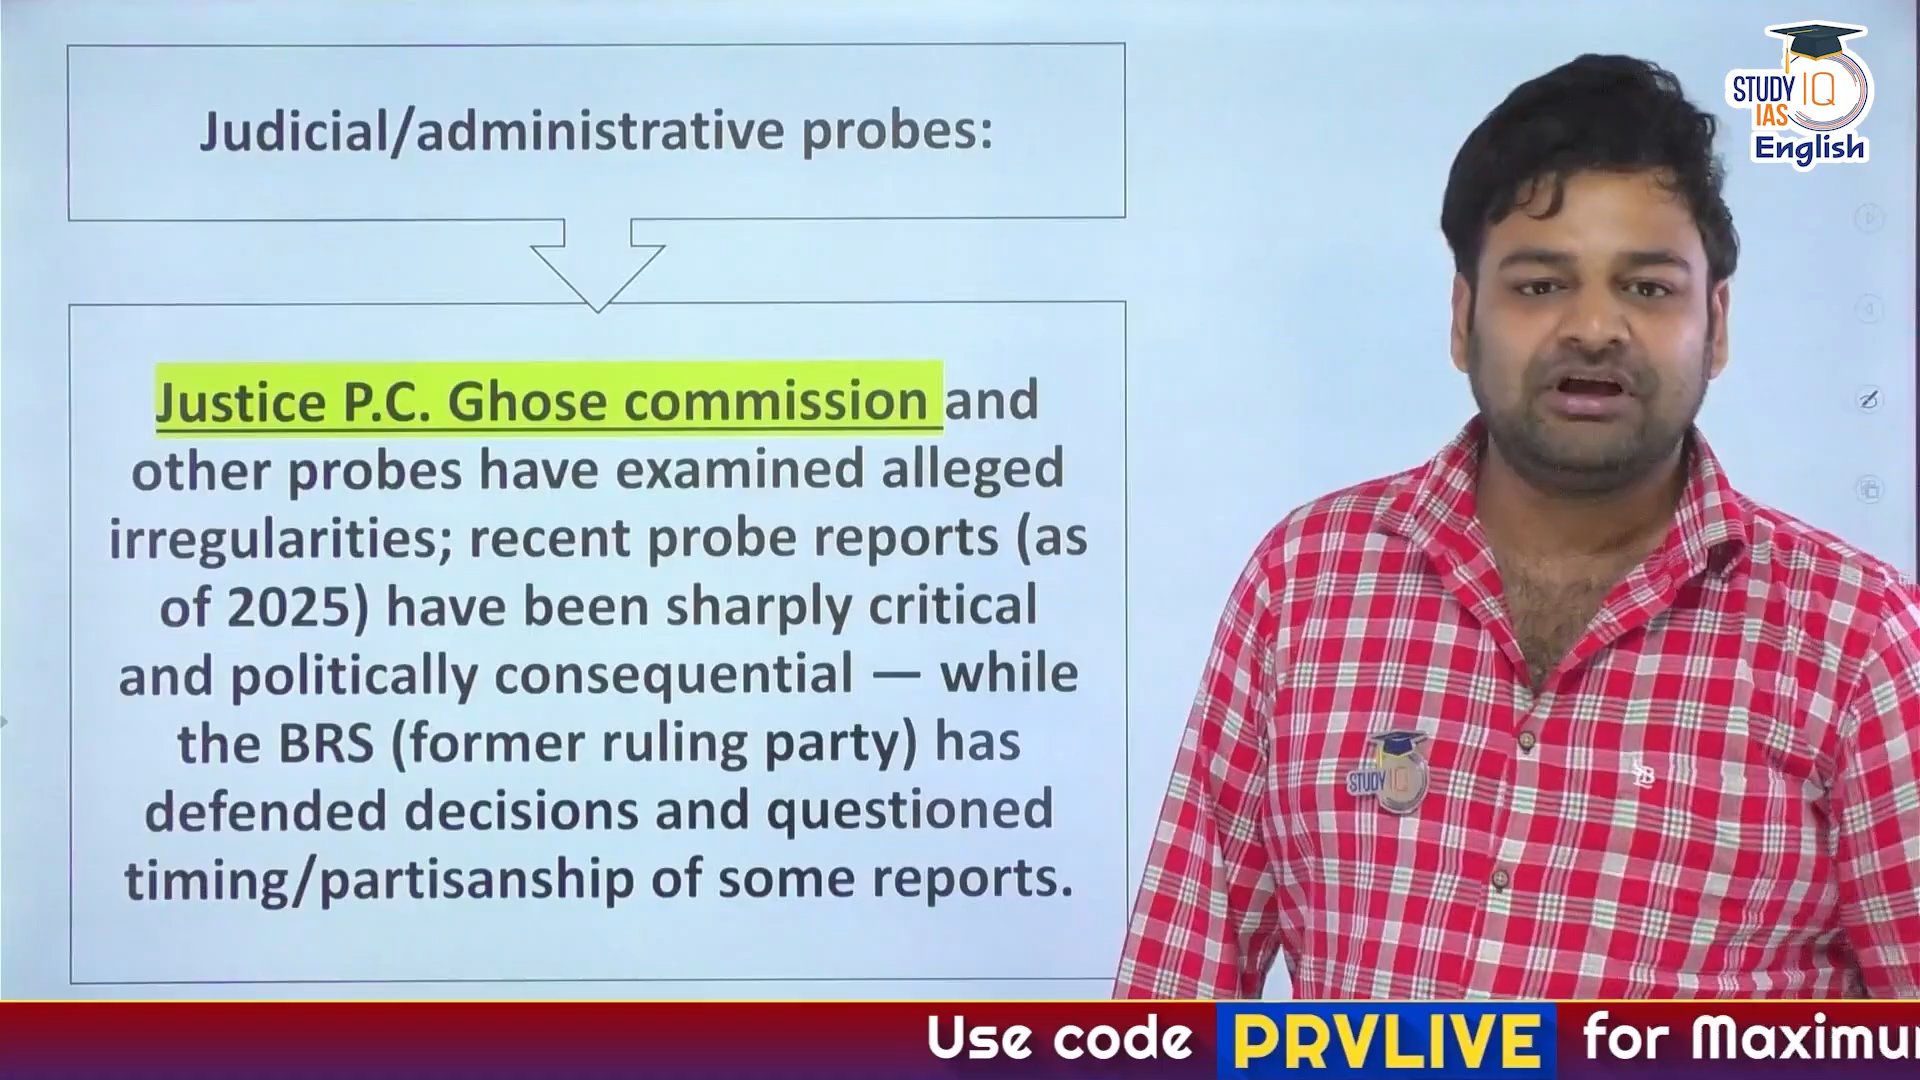 Judicial/administrative probes:
Justice P.C. Ghose commission and
other probes have examined alleged
irregularities; recent probe reports (as
of 2025) have been sharply critical
and politically consequential — while
the BRS (former ruling party) has
defended decisions and questioned
timing/partisanship of some reports.
STUDY IQ
IAS
English
STUDY IQ
Use code PRVLIVE for Maximu